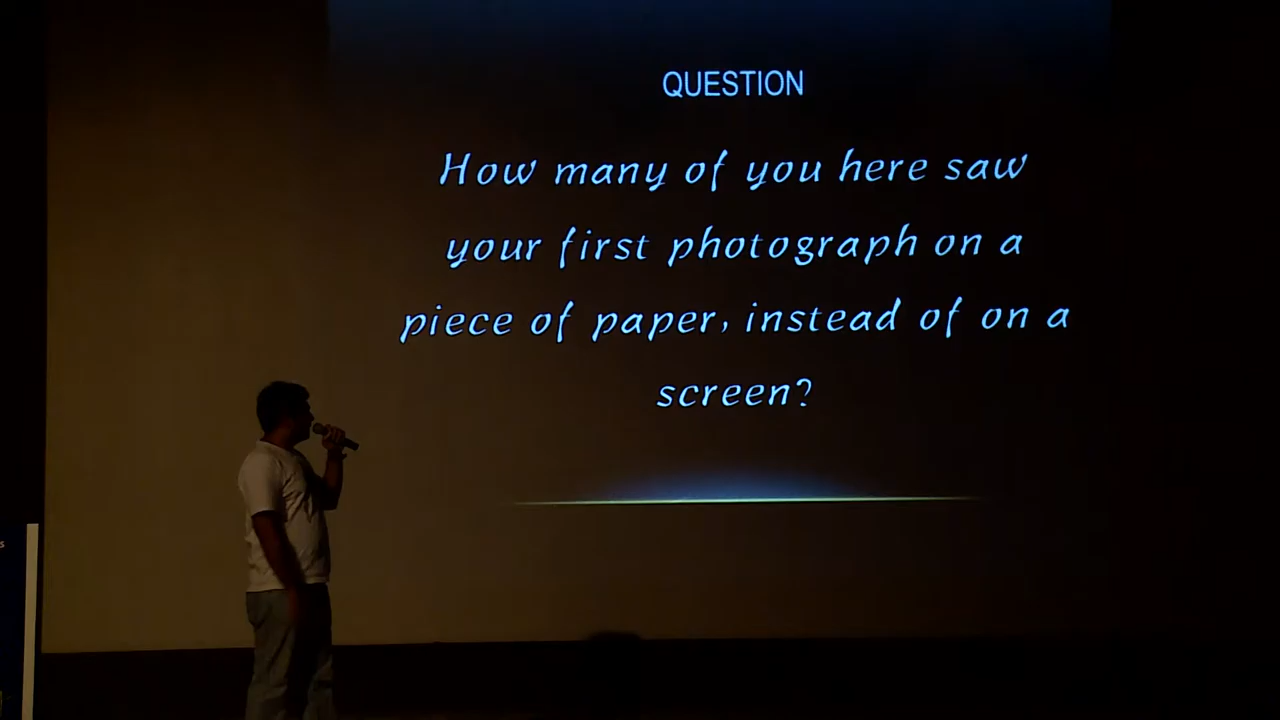 QUESTION
How many of you here saw
your first photograph on a
piece of paper, instead of on a
screen?